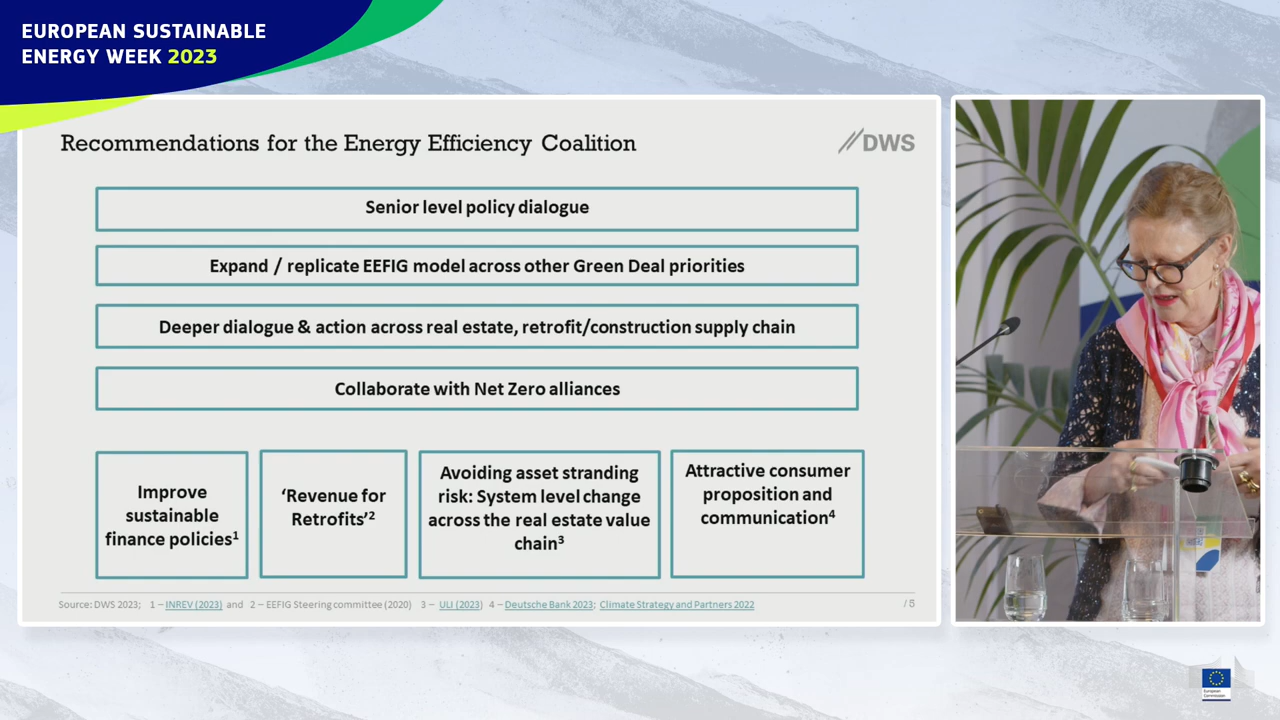 EUROPEAN SUSTAINABLE
ENERGY WEEK 2023
Recommendations for the Energy Efficiency Coalition
DWS
Senior level policy dialogue
Expand / replicate EEFIG model across other Green Deal priorities
Deeper dialogue & action across real estate, retrofit/construction supply chain
Collaborate with Net Zero alliances
Improve
sustainable
finance policies¹
‘Revenue for
Retrofits’²
Avoiding asset stranding
risk: System level change
across the real estate value
chain³
Attractive consumer
proposition and
communication⁴
Source: DWS 2023; 1 – INREV (2023) and 2 – EEFIG Steering committee (2020) 3 – ULI (2023) 4 – Deutsche Bank 2023; Climate Strategy and Partners 2022
/ 5
European
Commission